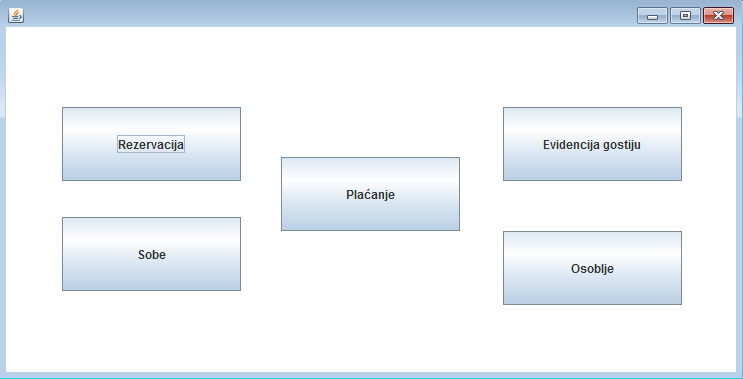 Rezervacija
Evidencija gostiju
Plaćanje
Sobe
Osoblje